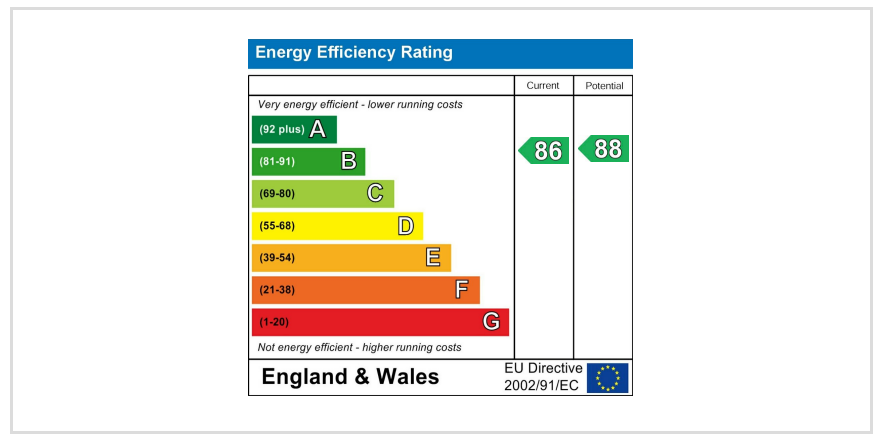 Energy Efficiency Rating
Current Potential
Very energy efficient - lower running costs
(92 plus) A
(81-91) B
86 88
(69-80) C
(55-68) D
(39-54) E
(21-38) F
(1-20) G
Not energy efficient - higher running costs
England & Wales
EU Directive
2002/91/EC